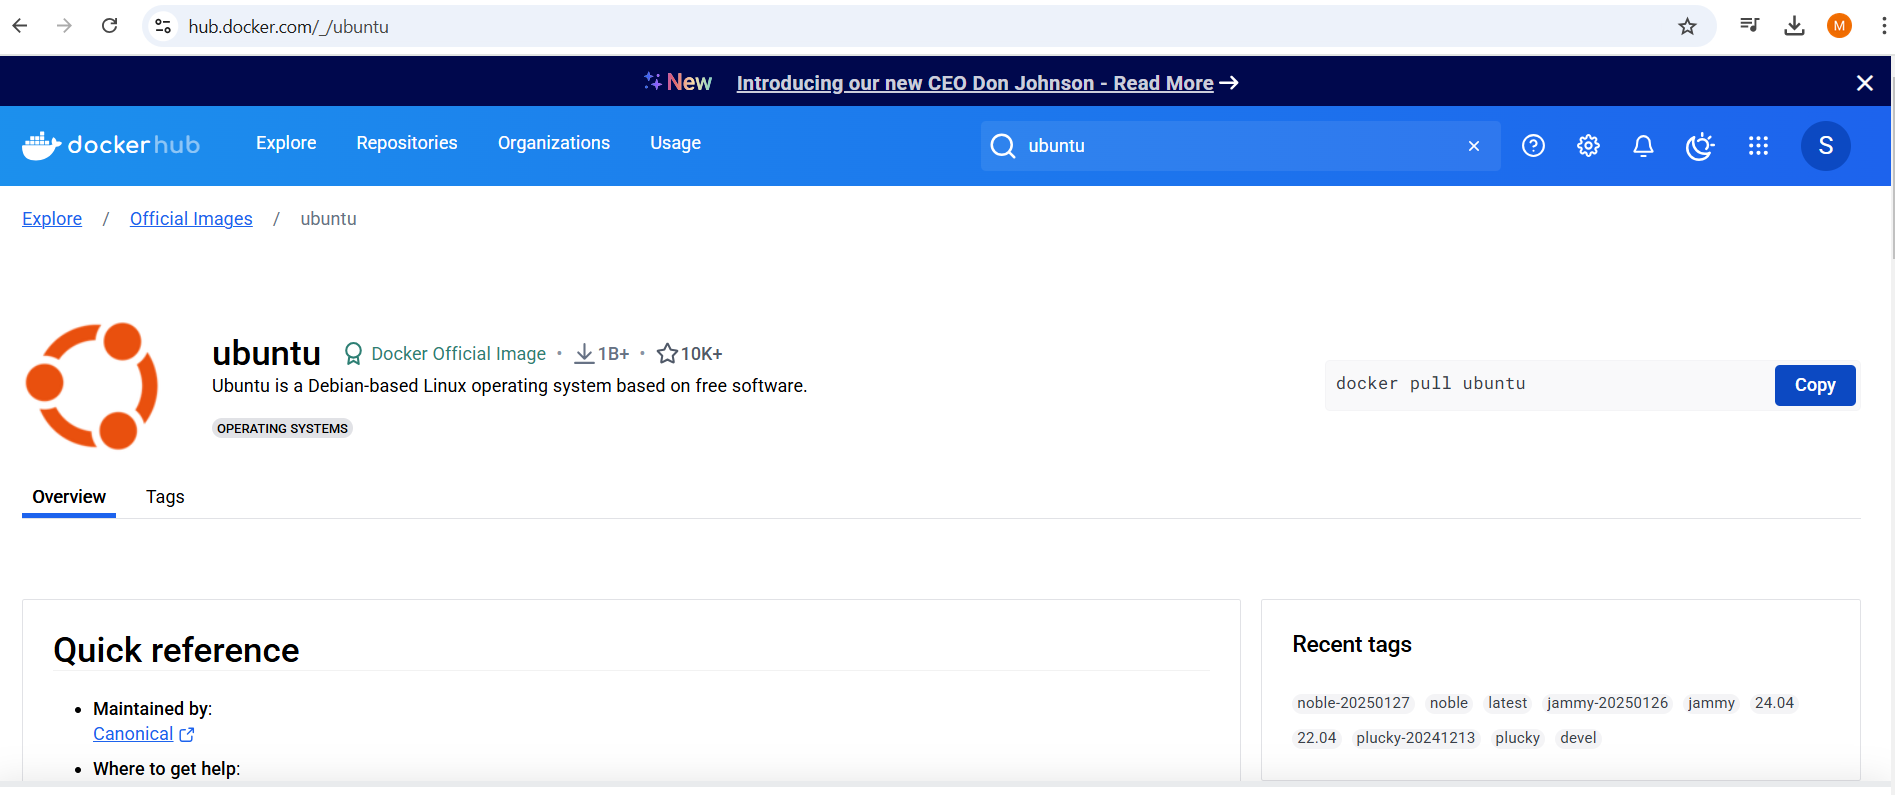 hub.docker.com/_/ubuntu
M
New Introducing our new CEO Don Johnson - Read More
docker hub Explore Repositories Organizations Usage ubuntu S
Explore / Official Images / ubuntu
ubuntu Docker Official Image • 1B+ • 10K+
Ubuntu is a Debian-based Linux operating system based on free software.
OPERATING SYSTEMS
docker pull ubuntu Copy
Overview Tags
Quick reference
• Maintained by:
Canonical
• Where to get help:
Recent tags
noble-20250127 noble latest jammy-20250126 jammy 24.04
22.04 plucky-20241213 plucky devel